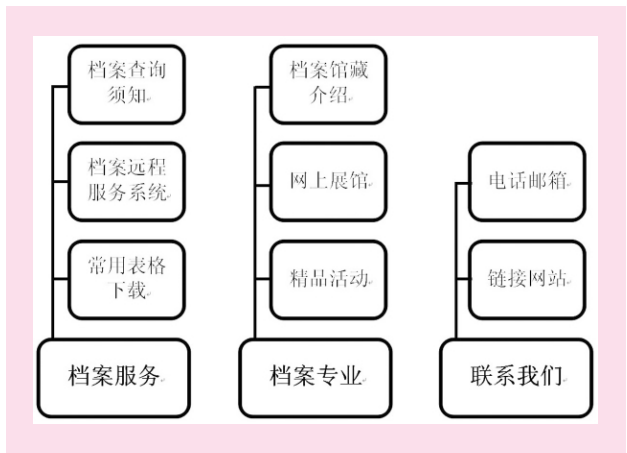 档案查询
须知
档案远程
服务系统
常用表格
下载
档案服务
档案馆藏
介绍
网上展馆
精品活动
档案专业
电话邮箱
链接网站
联系我们